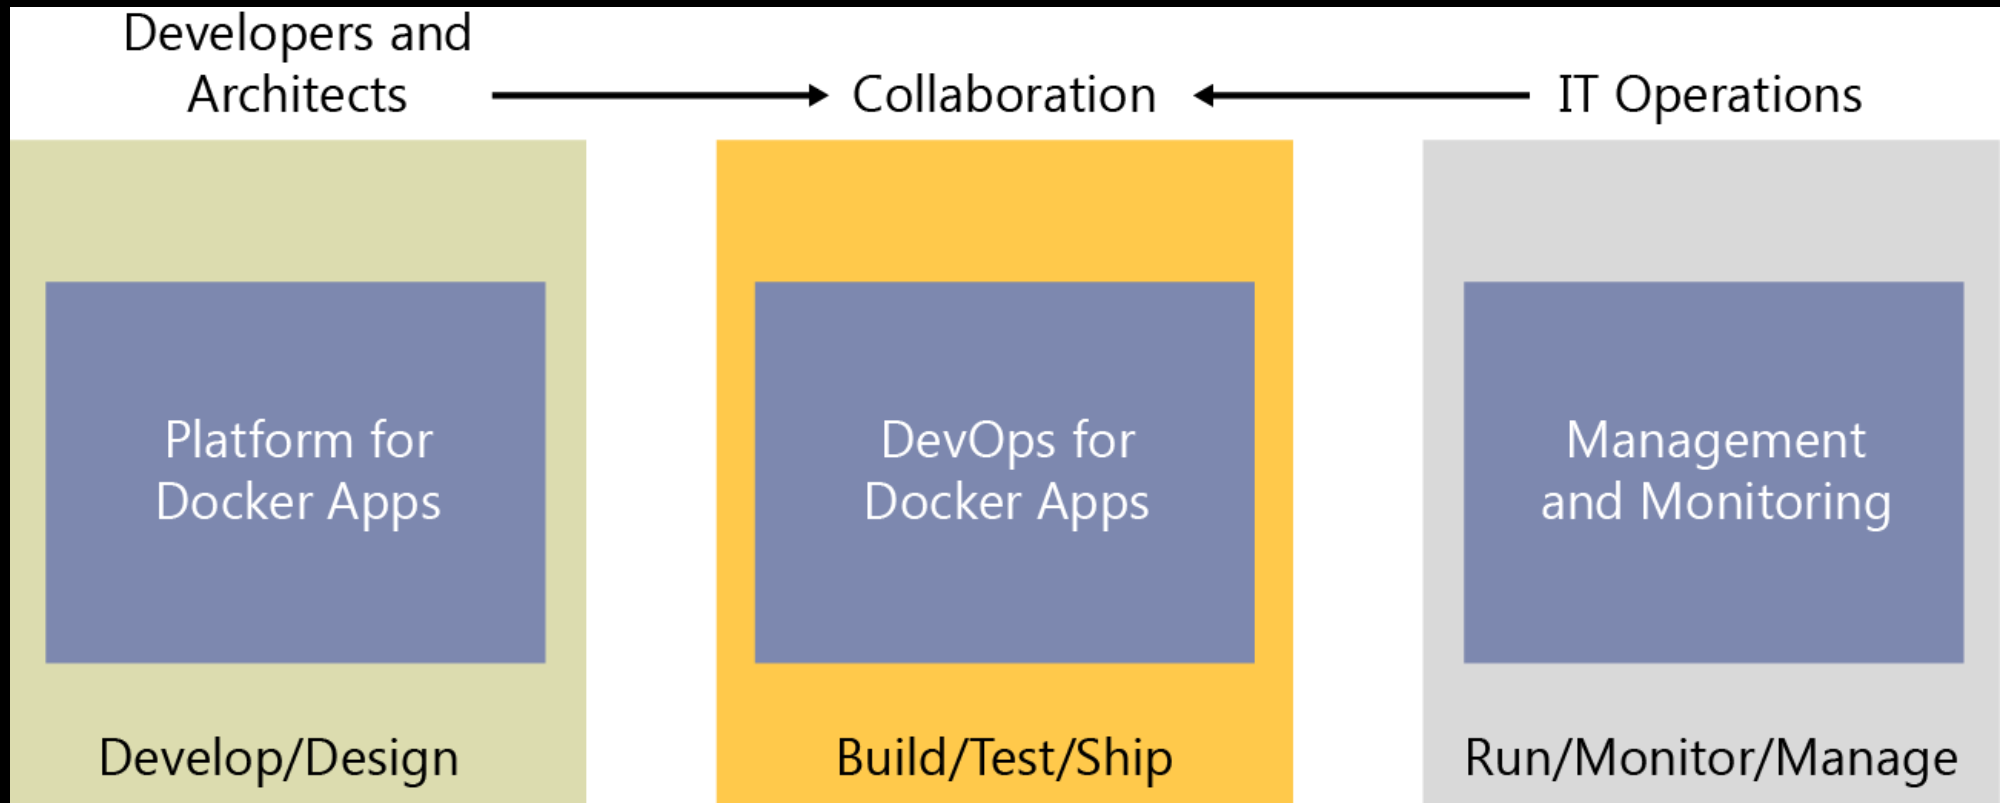 Developers and
Architects
Collaboration
IT Operations
Platform for
Docker Apps
DevOps for
Docker Apps
Management
and Monitoring
Develop/Design
Build/Test/Ship
Run/Monitor/Manage